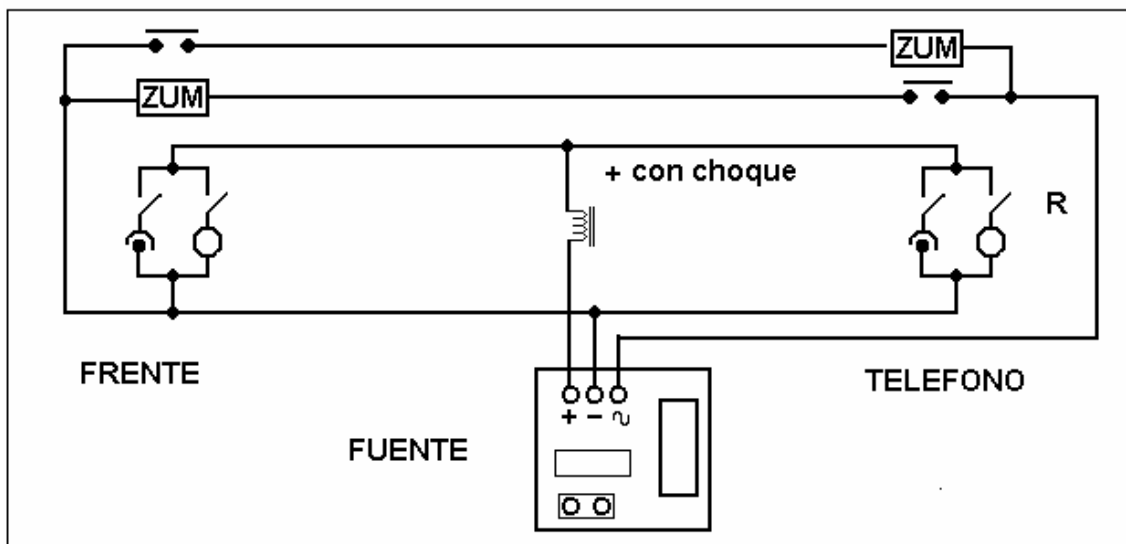 ZUM
ZUM
+ con choque
R
FRENTE
TELEFONO
+ – ~
FUENTE